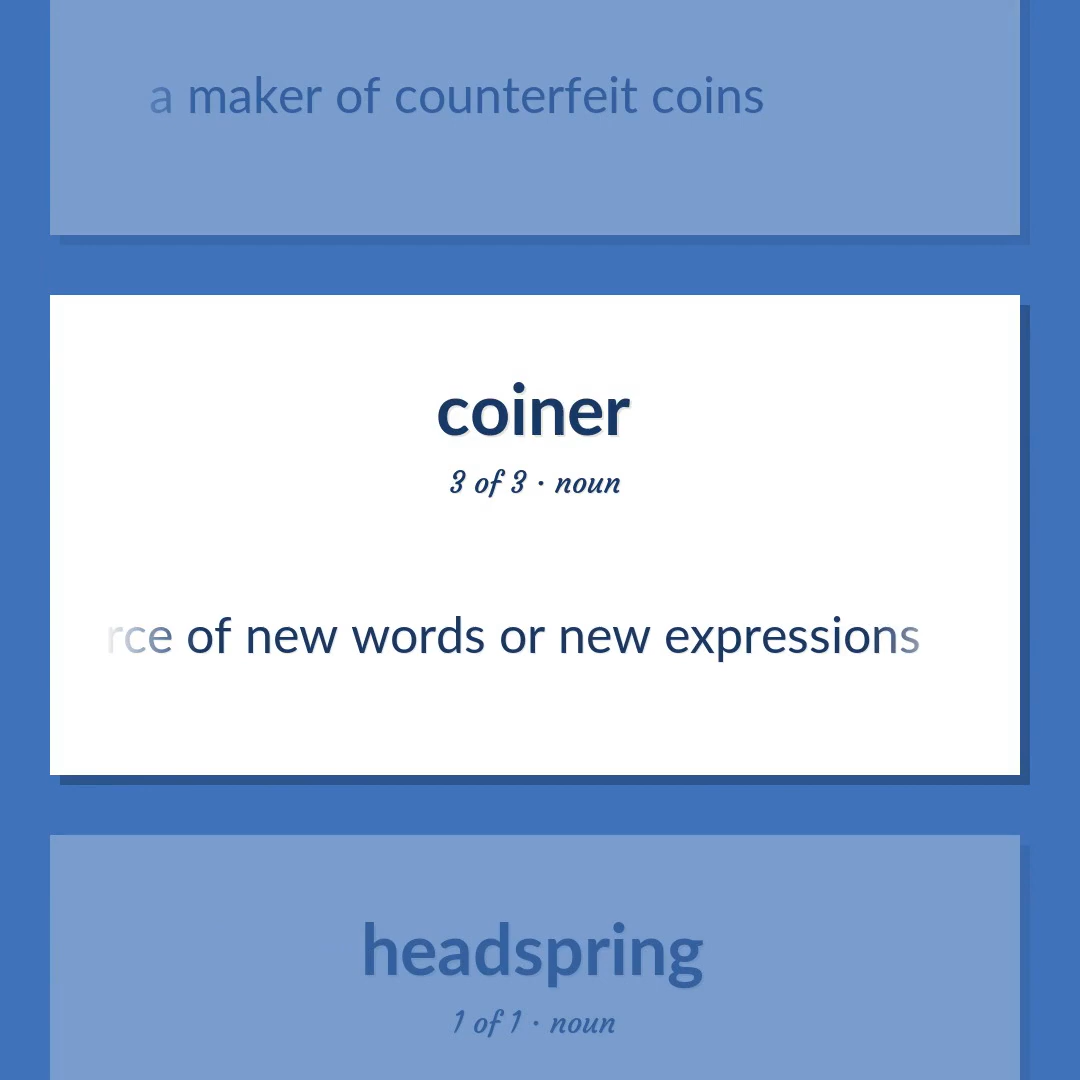 a maker of counterfeit coins
coiner
3 of 3 · noun
rce of new words or new expressions
headspring
1 of 1 · noun